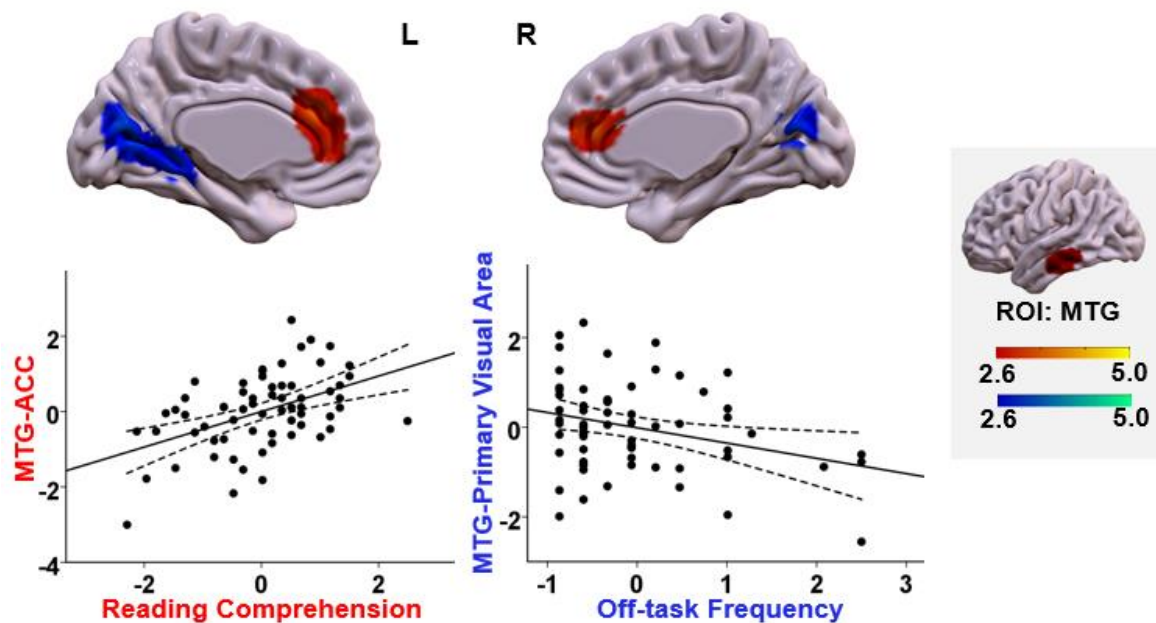 L
R
MTG-ACC
2
0
-2
-4
-2
0
2
Reading Comprehension
MTG-Primary Visual Area
2
0
-2
-1
0
1
2
3
Off-task Frequency
ROI: MTG
2.6 5.0
2.6 5.0